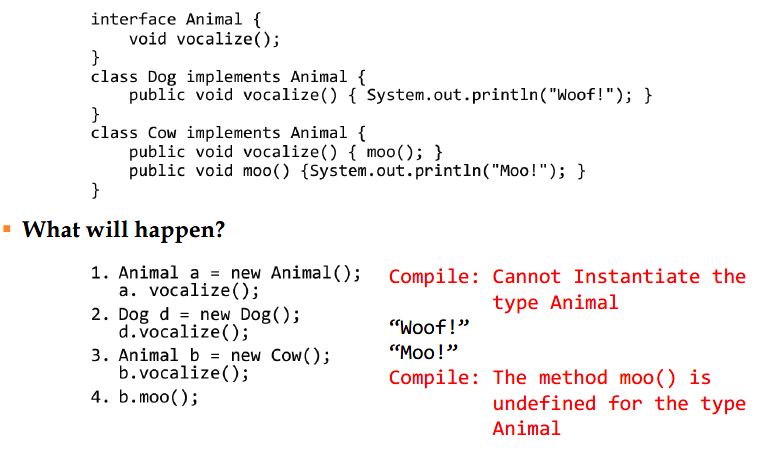 interface Animal {
void vocalize();
}
class Dog implements Animal {
public void vocalize() { System.out.println("Woof!"); }
}
class Cow implements Animal {
public void vocalize() { moo(); }
public void moo() {System.out.println("Moo!"); }
}
▪ What will happen?
1. Animal a = new Animal();
a. vocalize();
2. Dog d = new Dog();
d.vocalize();
3. Animal b = new Cow();
b.vocalize();
4. b.moo();
Compile: Cannot Instantiate the
type Animal
“Woof!”
“Moo!”
Compile: The method moo() is
undefined for the type
Animal